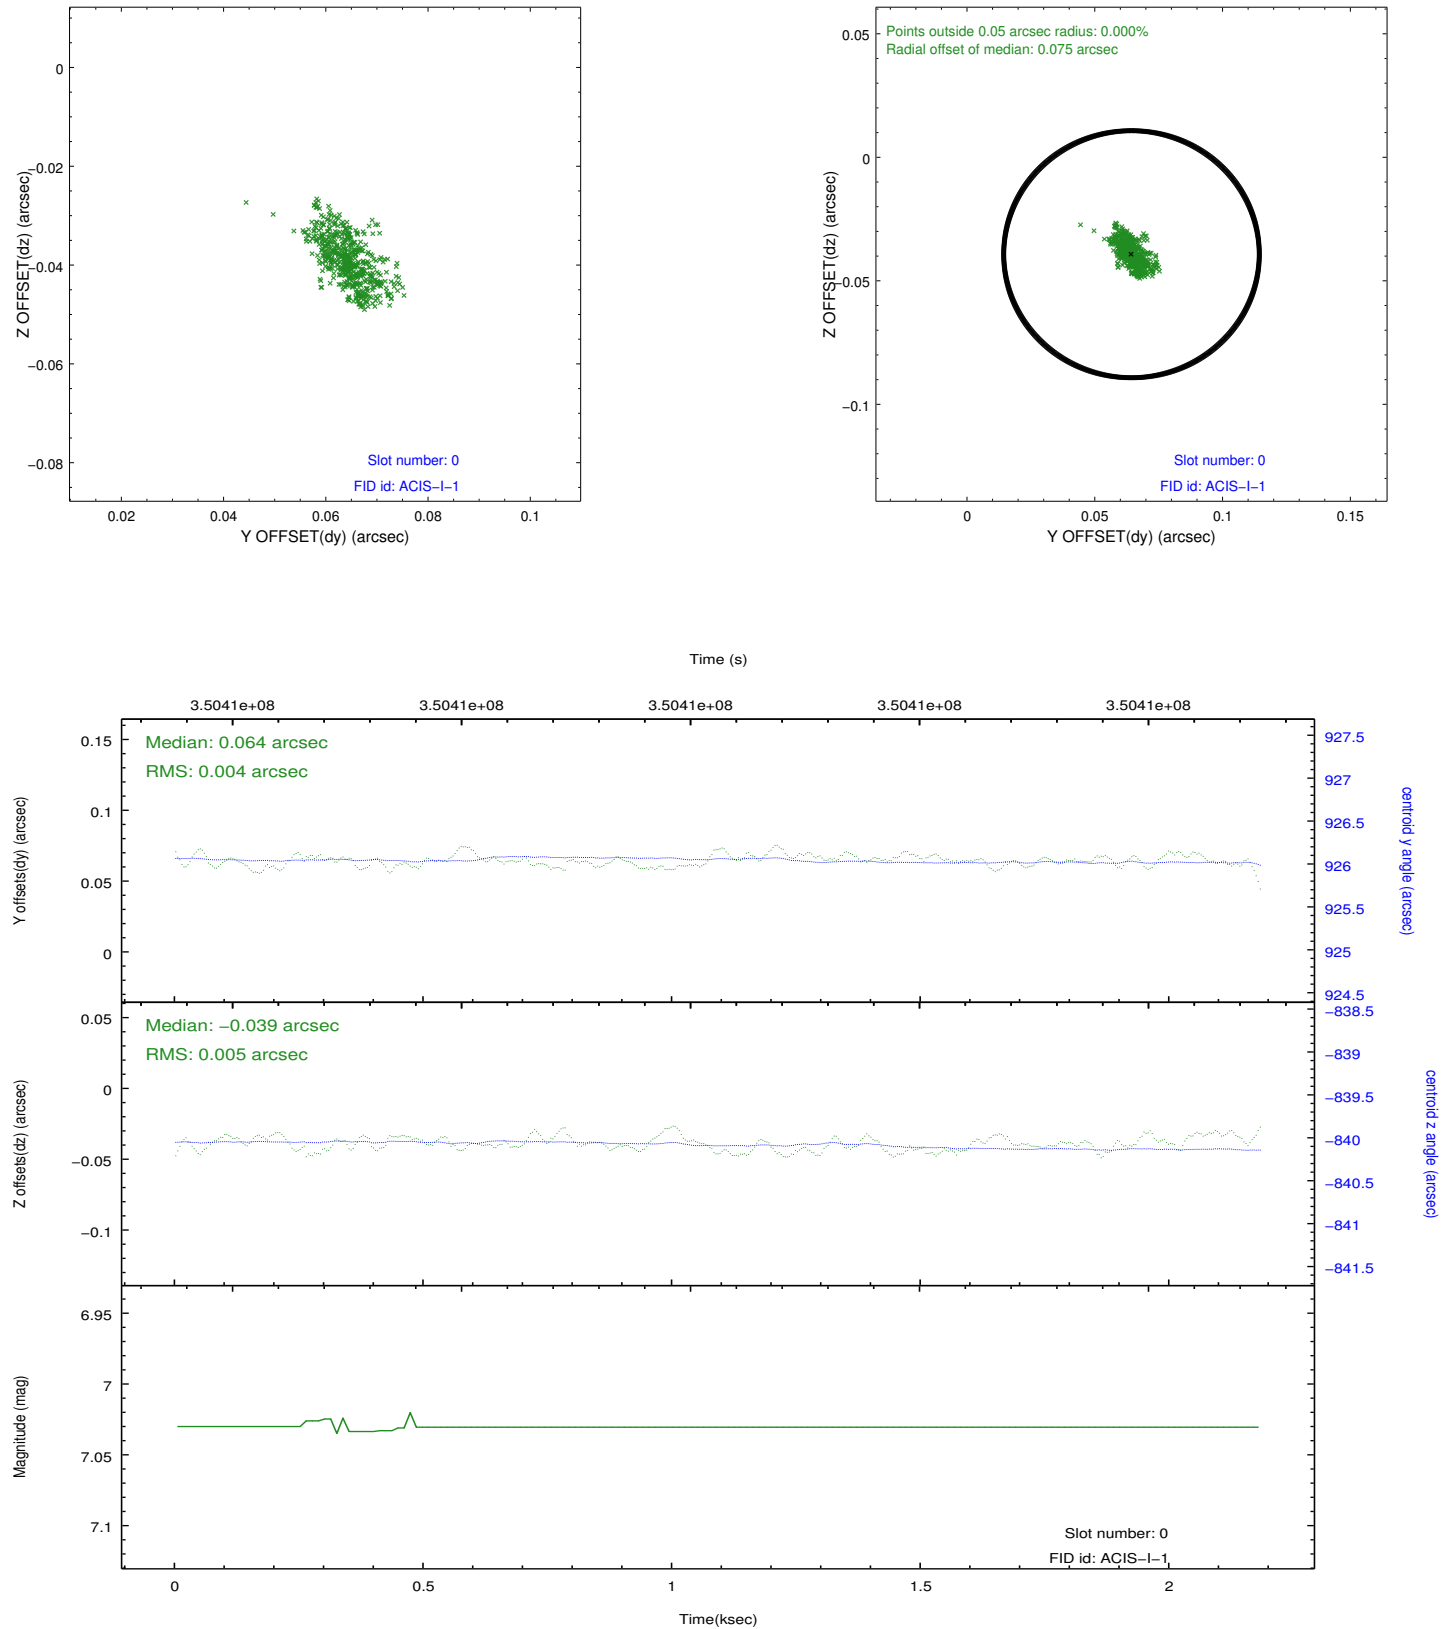 0
−0.02
−0.04
−0.06
−0.08
Z OFFSET(dz) (arcsec)
Slot number: 0
FID id: ACIS−I−1
0.02 0.04 0.06 0.08 0.1
Y OFFSET(dy) (arcsec)
Points outside 0.05 arcsec radius: 0.000%
Radial offset of median: 0.075 arcsec
0.05
0
−0.05
−0.1
Z OFFSET(dz) (arcsec)
Slot number: 0
FID id: ACIS−I−1
0 0.05 0.1 0.15
Y OFFSET(dy) (arcsec)
Time (s)
3.5041e+08 3.5041e+08 3.5041e+08 3.5041e+08 3.5041e+08
Median: 0.064 arcsec
RMS: 0.004 arcsec
0.15
0.1
0.05
0
Y offsets(dy) (arcsec)
927.5
927
926.5
926
925.5
925
924.5
centroid y angle (arcsec)
Median: −0.039 arcsec
RMS: 0.005 arcsec
0.05
0
−0.05
−0.1
Z offsets(dz) (arcsec)
−838.5
−839
−839.5
−840
−840.5
−841
−841.5
centroid z angle (arcsec)
6.95
7
7.05
7.1
Magnitude (mag)
Slot number: 0
FID id: ACIS−I−1
0 0.5 1 1.5 2
Time(ksec)